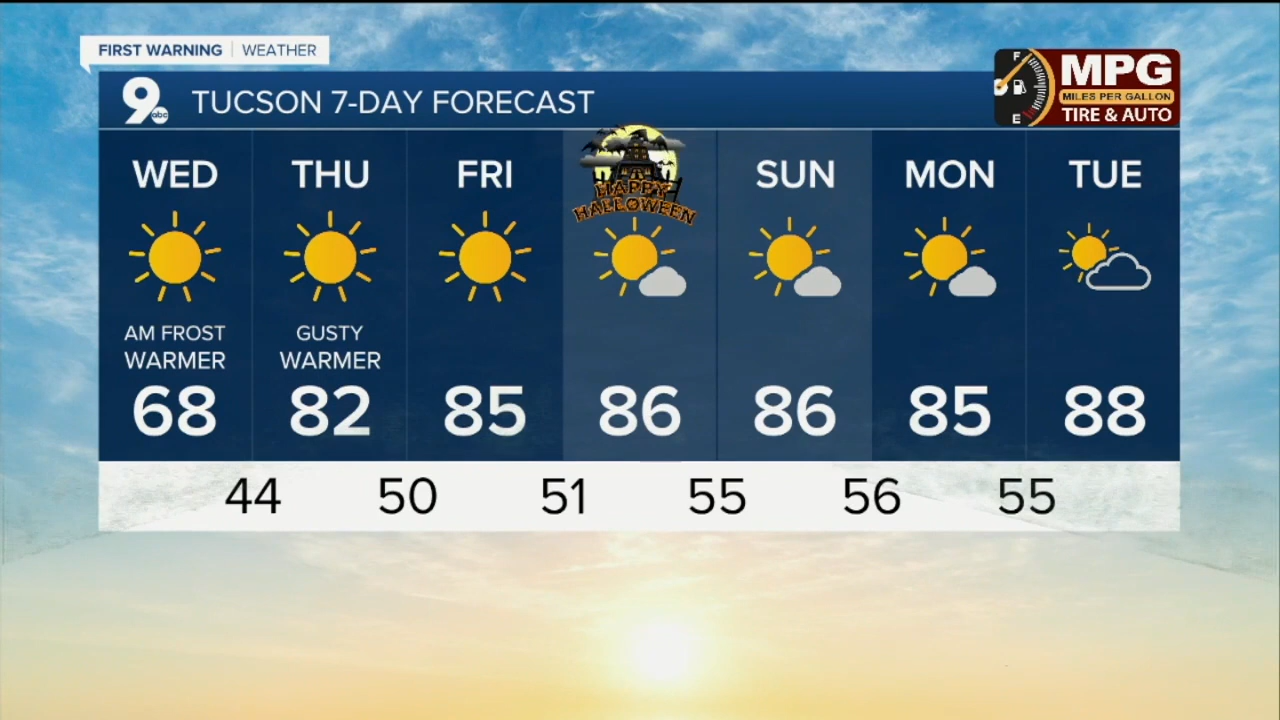 FIRST WARNING | WEATHER
9 abc
TUCSON 7-DAY FORECAST
F
E
MPG
MILES PER GALLON
TIRE & AUTO
WED THU FRI SUN MON TUE
HAPPY
HALLOWEEN
AM FROST GUSTY
WARMER WARMER
68 82 85 86 86 85 88
44 50 51 55 56 55